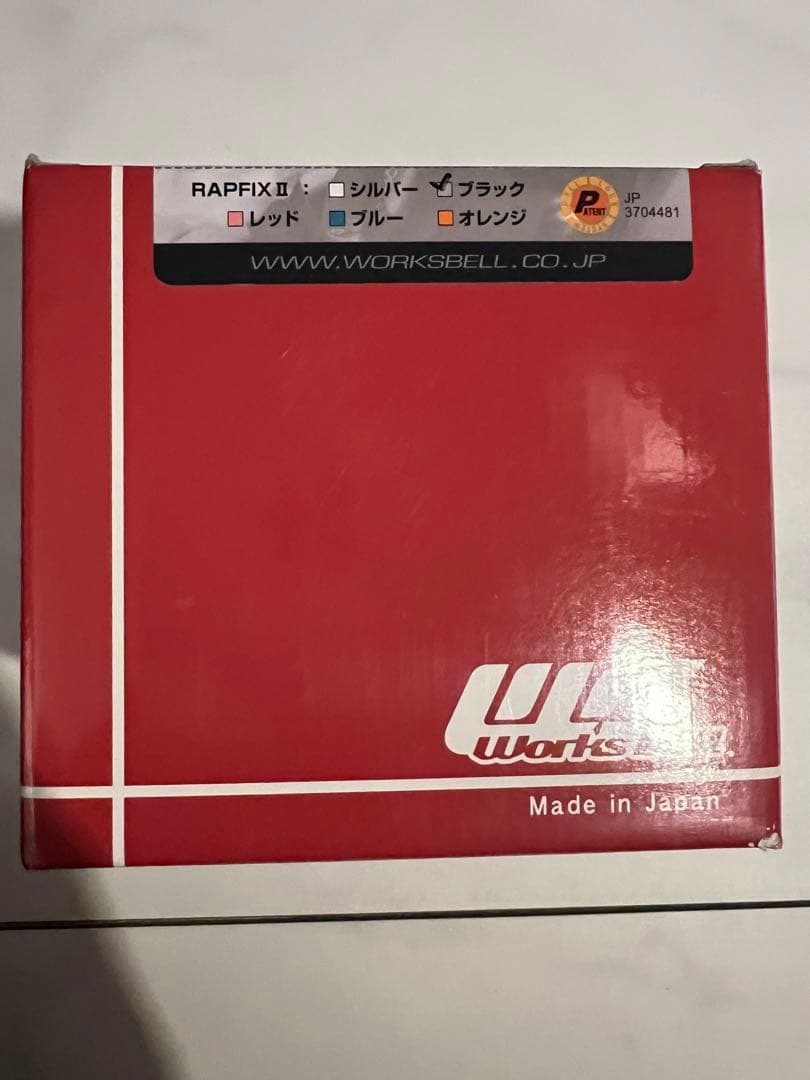 RAPFIX II : □シルバー ☑ブラック
□レッド □ブルー □オレンジ
PATENT
JP
3704481
WWW.WORKSBELL.CO.JP
Works
Made in Japan